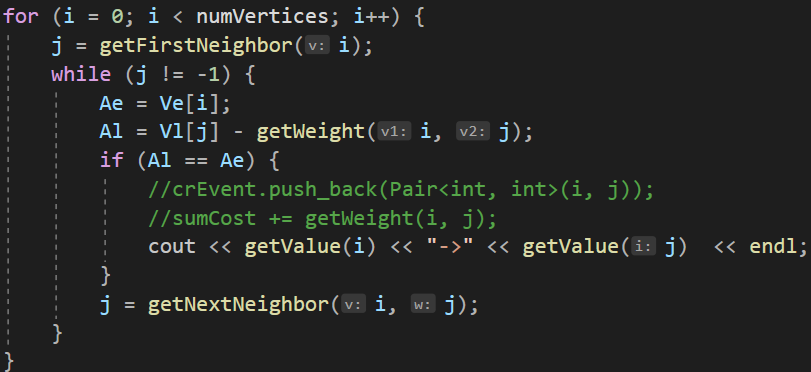 for (i = 0; i < numVertices; i++) {
    j = getFirstNeighbor(v: i);
    while (j != -1) {
        Ae = Ve[i];
        Al = Vl[j] - getWeight(v1: i, v2: j);
        if (Al == Ae) {
            //crEvent.push_back(Pair<int, int>(i, j));
            //sumCost += getWeight(i, j);
            cout << getValue(i) << "->" << getValue(i: j)  << endl;
        }
        j = getNextNeighbor(v: i, w: j);
    }
}